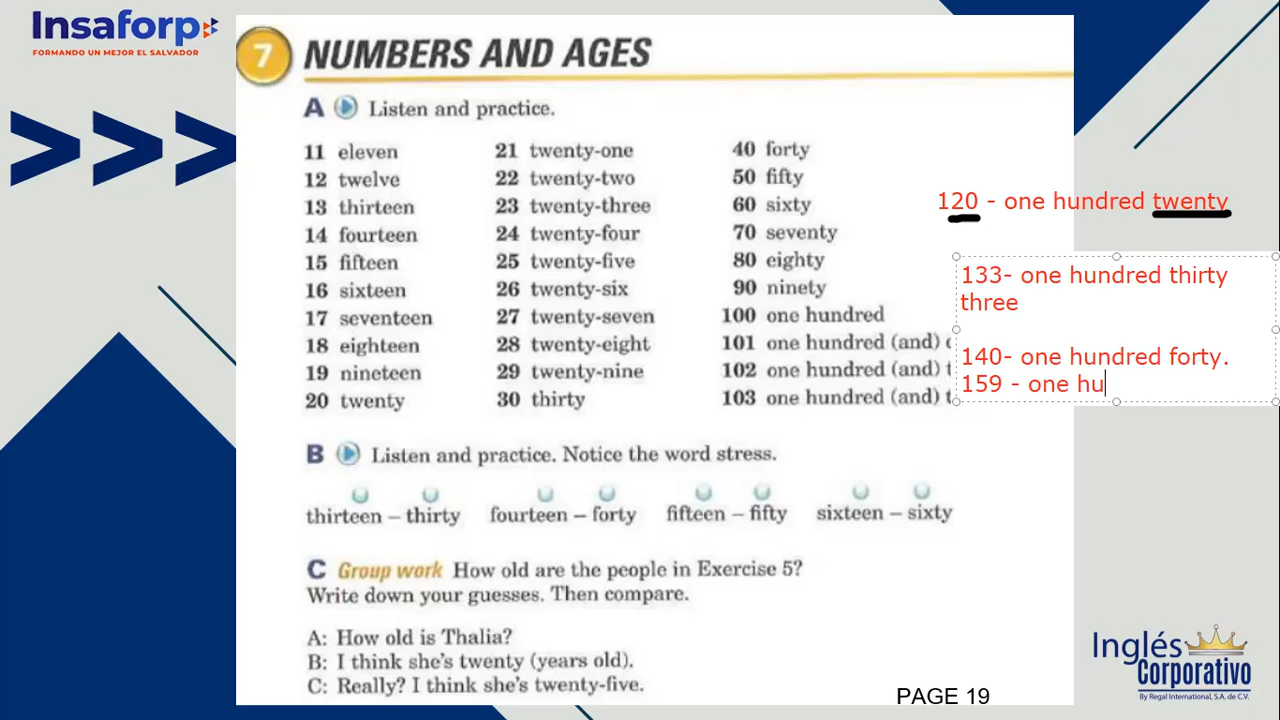 Insaforp
FORMANDO UN MEJOR EL SALVADOR
7 NUMBERS AND AGES
A Listen and practice.
11 eleven
12 twelve
13 thirteen
14 fourteen
15 fifteen
16 sixteen
17 seventeen
18 eighteen
19 nineteen
20 twenty
21 twenty-one
22 twenty-two
23 twenty-three
24 twenty-four
25 twenty-five
26 twenty-six
27 twenty-seven
28 twenty-eight
29 twenty-nine
30 thirty
40 forty
50 fifty
60 sixty
70 seventy
80 eighty
90 ninety
100 one hundred
101 one hundred (and)
102 one hundred (and) t
103 one hundred (and) t
120 - one hundred twenty
133- one hundred thirty
three
140- one hundred forty.
159 - one hu
B Listen and practice. Notice the word stress.
thirteen – thirty fourteen – forty fifteen – fifty sixteen – sixty
C Group work How old are the people in Exercise 5?
Write down your guesses. Then compare.
A: How old is Thalia?
B: I think she's twenty (years old).
C: Really? I think she's twenty-five.
PAGE 19
Inglés
Corporativo
By Regal International, S.A. de C.V.